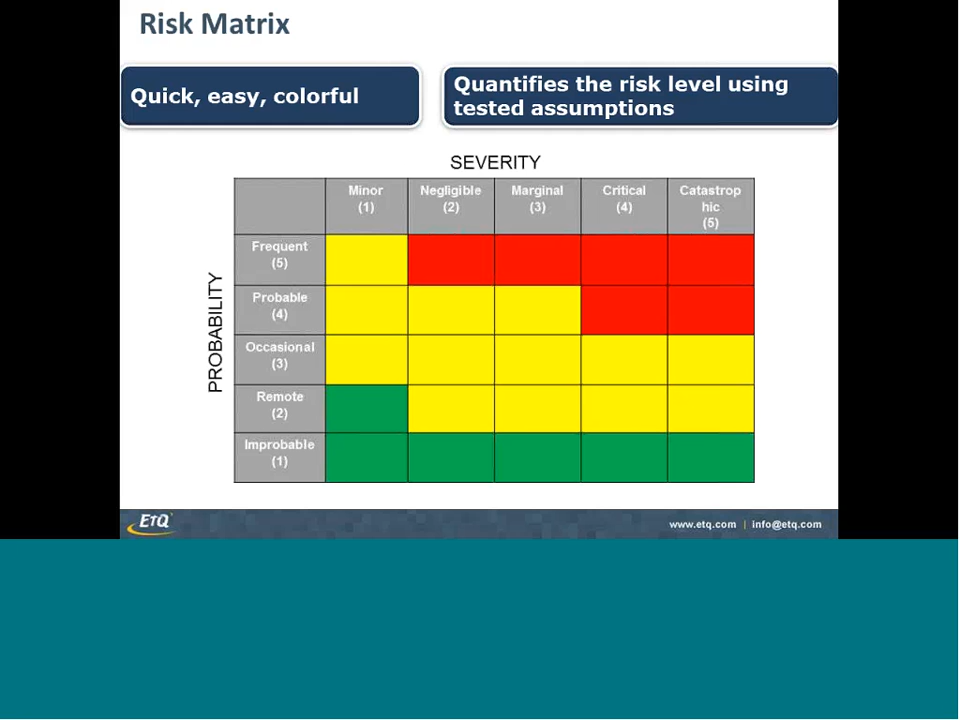 Risk Matrix
Quick, easy, colorful
Quantifies the risk level using
tested assumptions
SEVERITY
Minor
(1)
Negligible
(2)
Marginal
(3)
Critical
(4)
Catastrop
hic
(5)
PROBABILITY
Frequent
(5)
Probable
(4)
Occasional
(3)
Remote
(2)
Improbable
(1)
ETQ
www.etq.com | info@etq.com